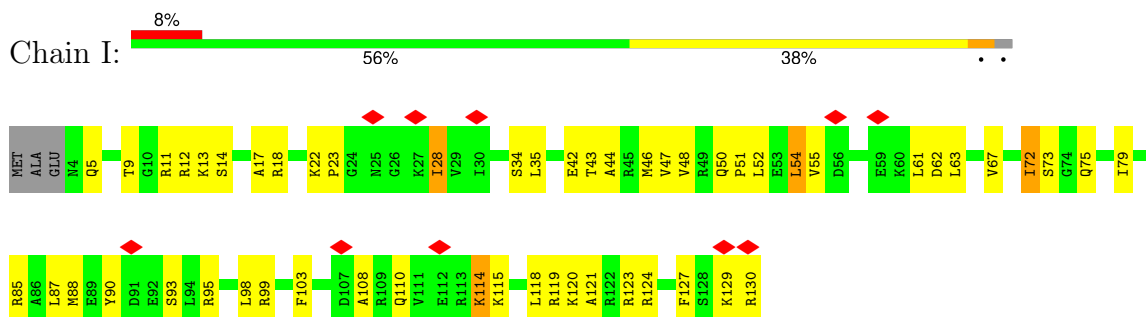 8%
Chain I:
56% 38% • •
MET ALA GLU N4 Q5 T9 G10 R11 R12 K13 S14 A17 R18 K22 P23 G24 N25 G26 K27 I28 V29 I30 S34 L35 E42 T43 A44 R45 M46 V47 V48 R49 Q50 P51 L52 E53 L54 V55 D56 E59 K60 L61 D62 L63 V67 I72 S73 G74 Q75 I79
R85 A86 L87 M88 E89 Y90 D91 E92 S93 L94 R95 L98 R99 F103 D107 A108 R109 Q110 V111 E112 R113 K114 K115 L118 R119 K120 A121 R122 R123 R124 F127 S128 K129 R130